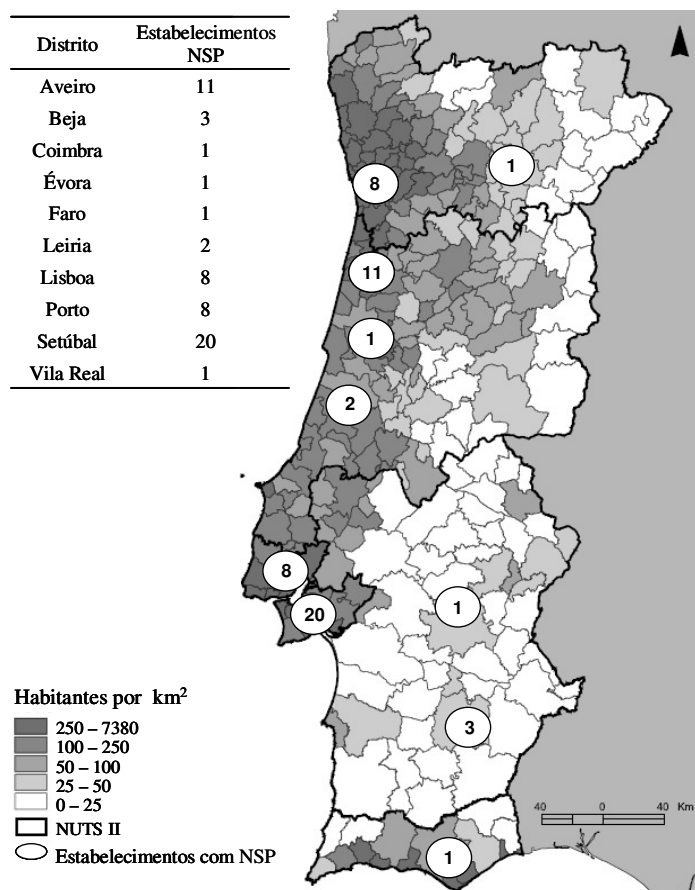 Distrito Estabelecimentos NSP
Aveiro 11
Beja 3
Coimbra 1
Évora 1
Faro 1
Leiria 2
Lisboa 8
Porto 8
Setúbal 20
Vila Real 1
1
8
11
1
2
8
20
1
3
1
Habitantes por km²
250 – 7380
100 – 250
50 – 100
25 – 50
0 – 25
NUTS II
Estabelecimentos com NSP
40 0 40 Km